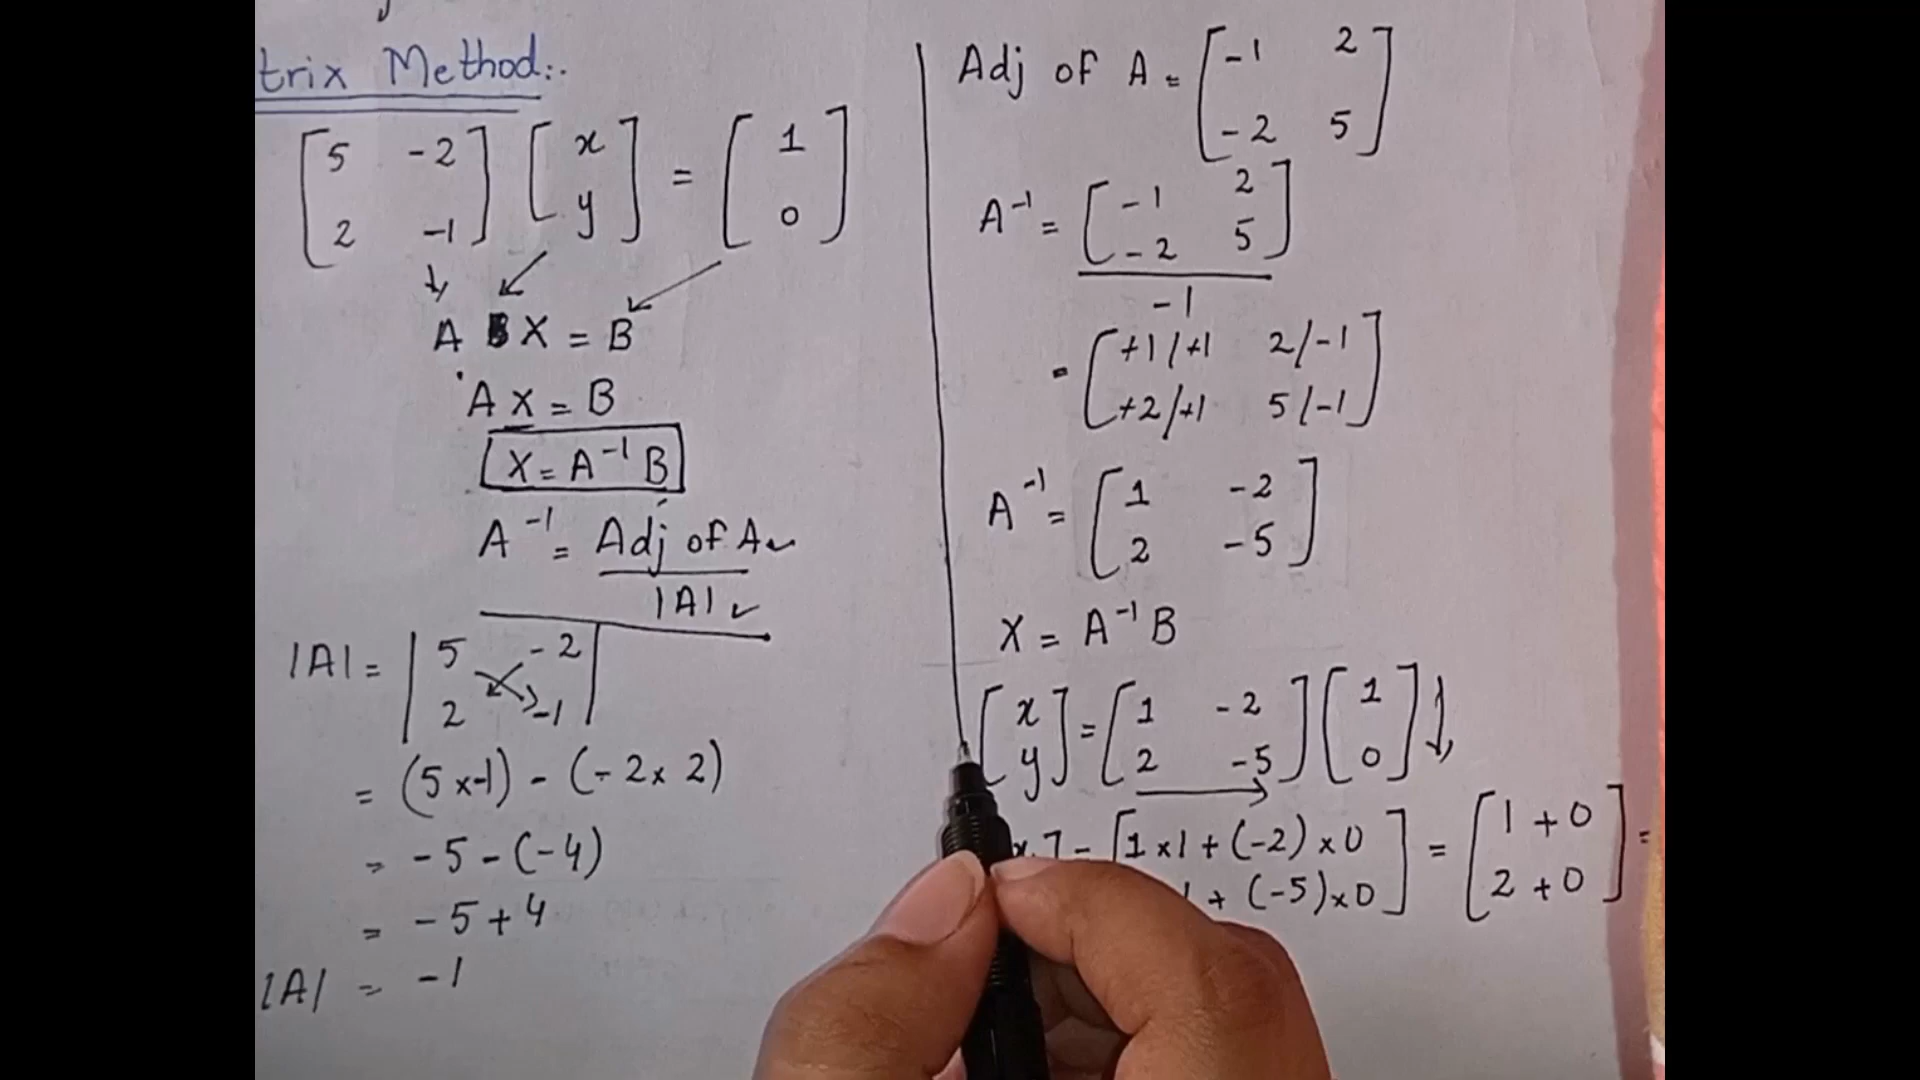 trix Method:.
[5 -2] [x] = [1]
[2 -1] [y] [0]
A X = B
A X = B
X = A⁻¹ B
A⁻¹ = Adj of A
|A|
|A| = |5 -2|
|2 -1|
= (5×-1) - (-2×2)
= -5-(-4)
= -5+4
|A| = -1
Adj of A = [-1 2]
[-2 5]
A⁻¹ = [-1 2]
[-2 5]
-1
= [+1/+1 2/-1]
[+2/+1 5/-1]
A⁻¹ = [1 -2]
[2 -5]
X = A⁻¹ B
[x] = [1 -2] [1]
[y] [2 -5] [0]
x] = [1×1+(-2)×0] = [1+0] =
1 + (-5)×0] [2+0]